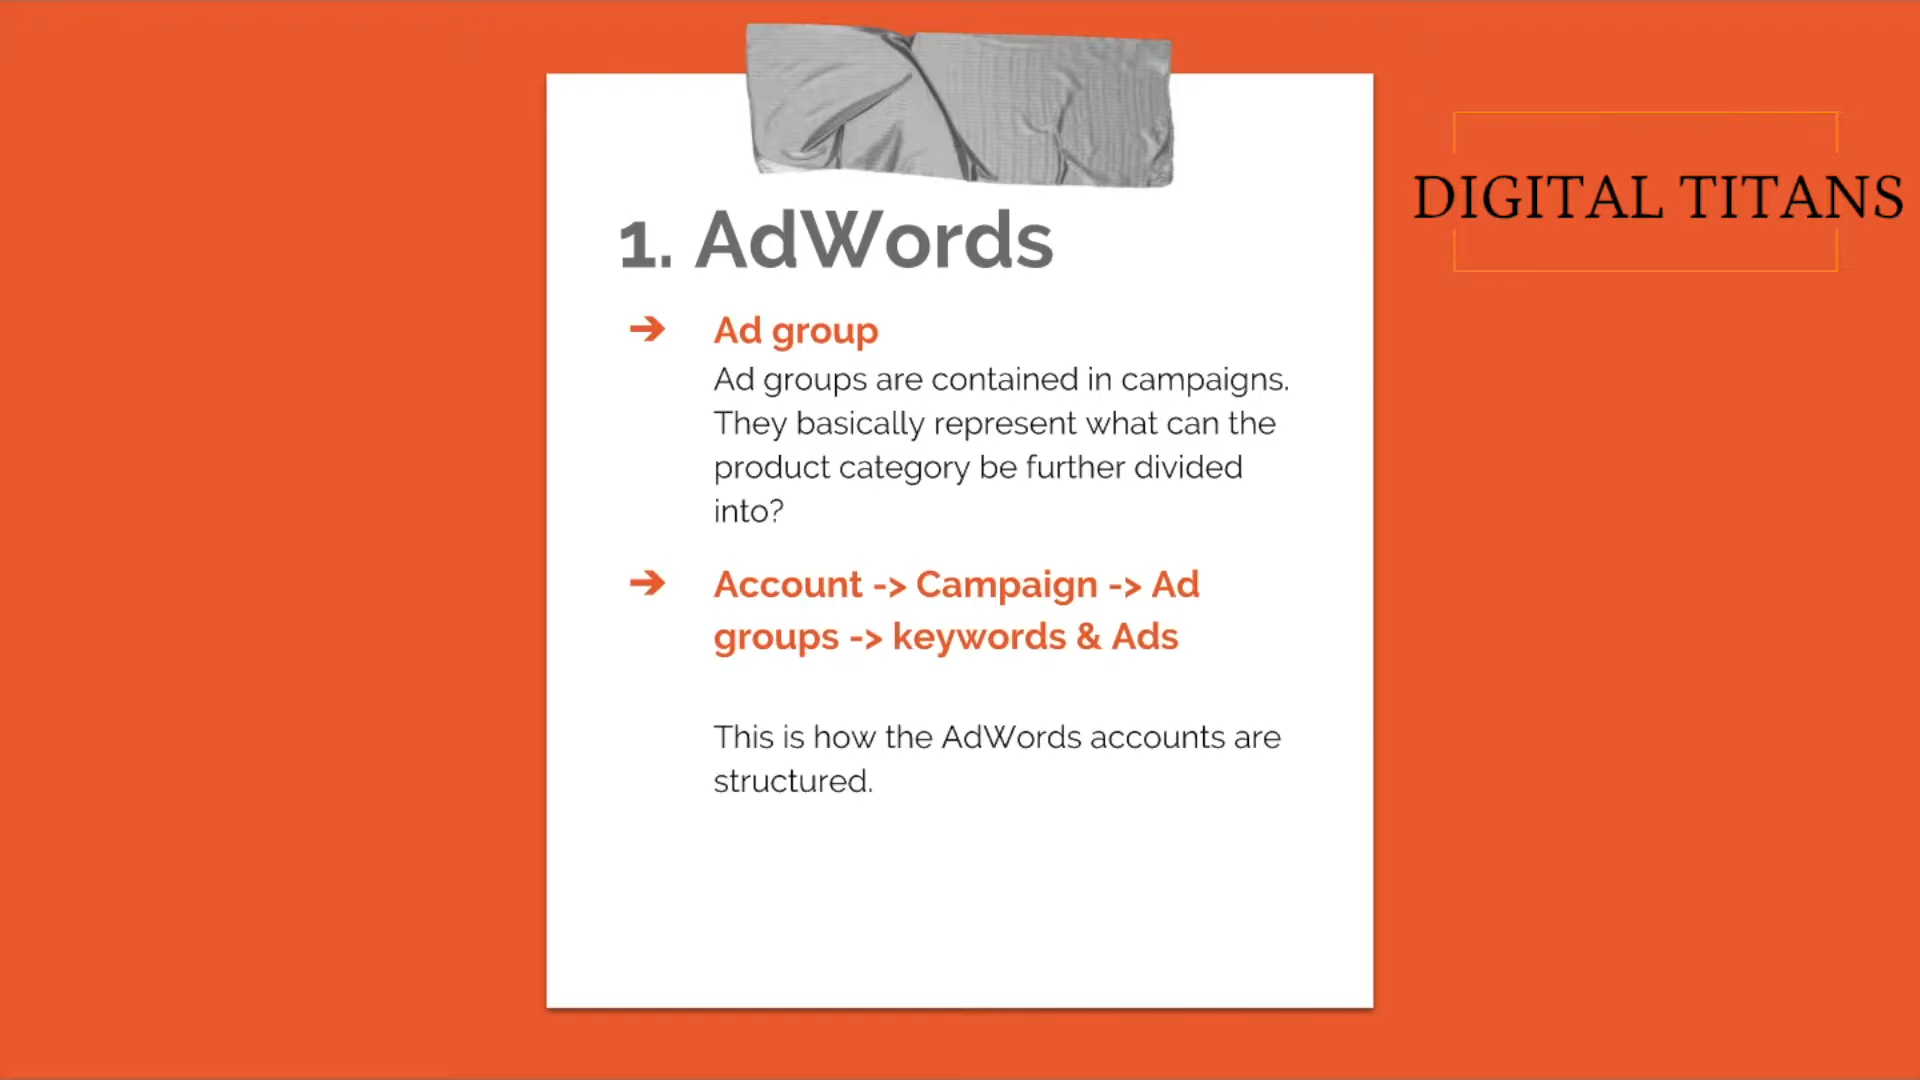 DIGITAL TITANS
1. AdWords
➔ Ad group
Ad groups are contained in campaigns.
They basically represent what can the
product category be further divided
into?
➔ Account -> Campaign -> Ad
groups -> keywords & Ads
This is how the AdWords accounts are
structured.